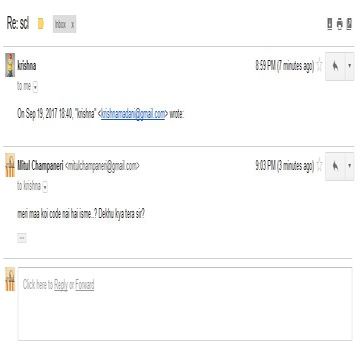 Re: scl
Inbox x
krishna
8:59 PM (7 minutes ago)
to me
On Sep 19, 2017 18:40, "krishna" <krishnamadani@gmail.com> wrote:
Mitul Champaneri <mitulchampaneri@gmail.com>
9:03 PM (3 minutes ago)
to krishna
meri maa koi code nai hai isme..? Dekhu kya tera sir?
...
Click here to Reply or Forward